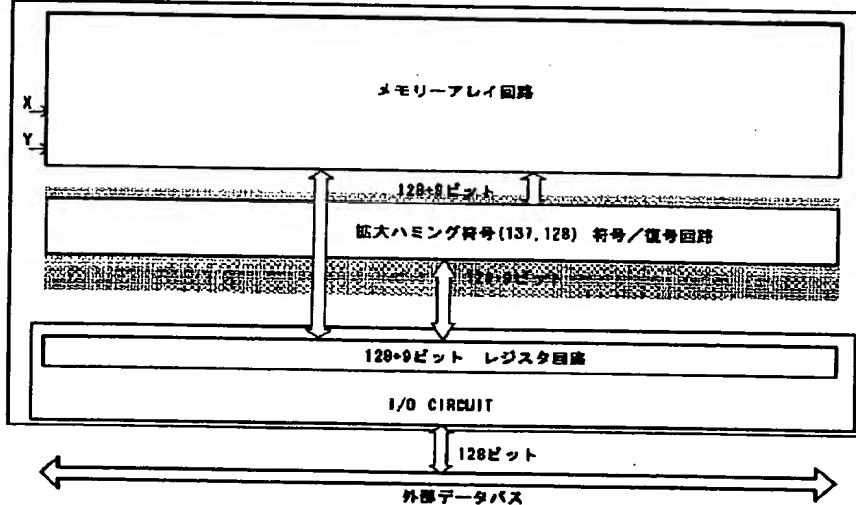 メモリーアレイ回路
X
Y
128+9ビット
拡大ハミング符号(137,128) 符号/復号回路
128+9ビット
128+9ビット レジスタ回路
I/O CIRCUIT
128ビット
外部データバス